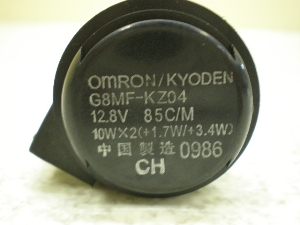 OMRON/KYODEN
G8MF-KZ04
12.8V 85C/M
10W×2(+1.7W/+3.4W)
中国製造 0986
CH